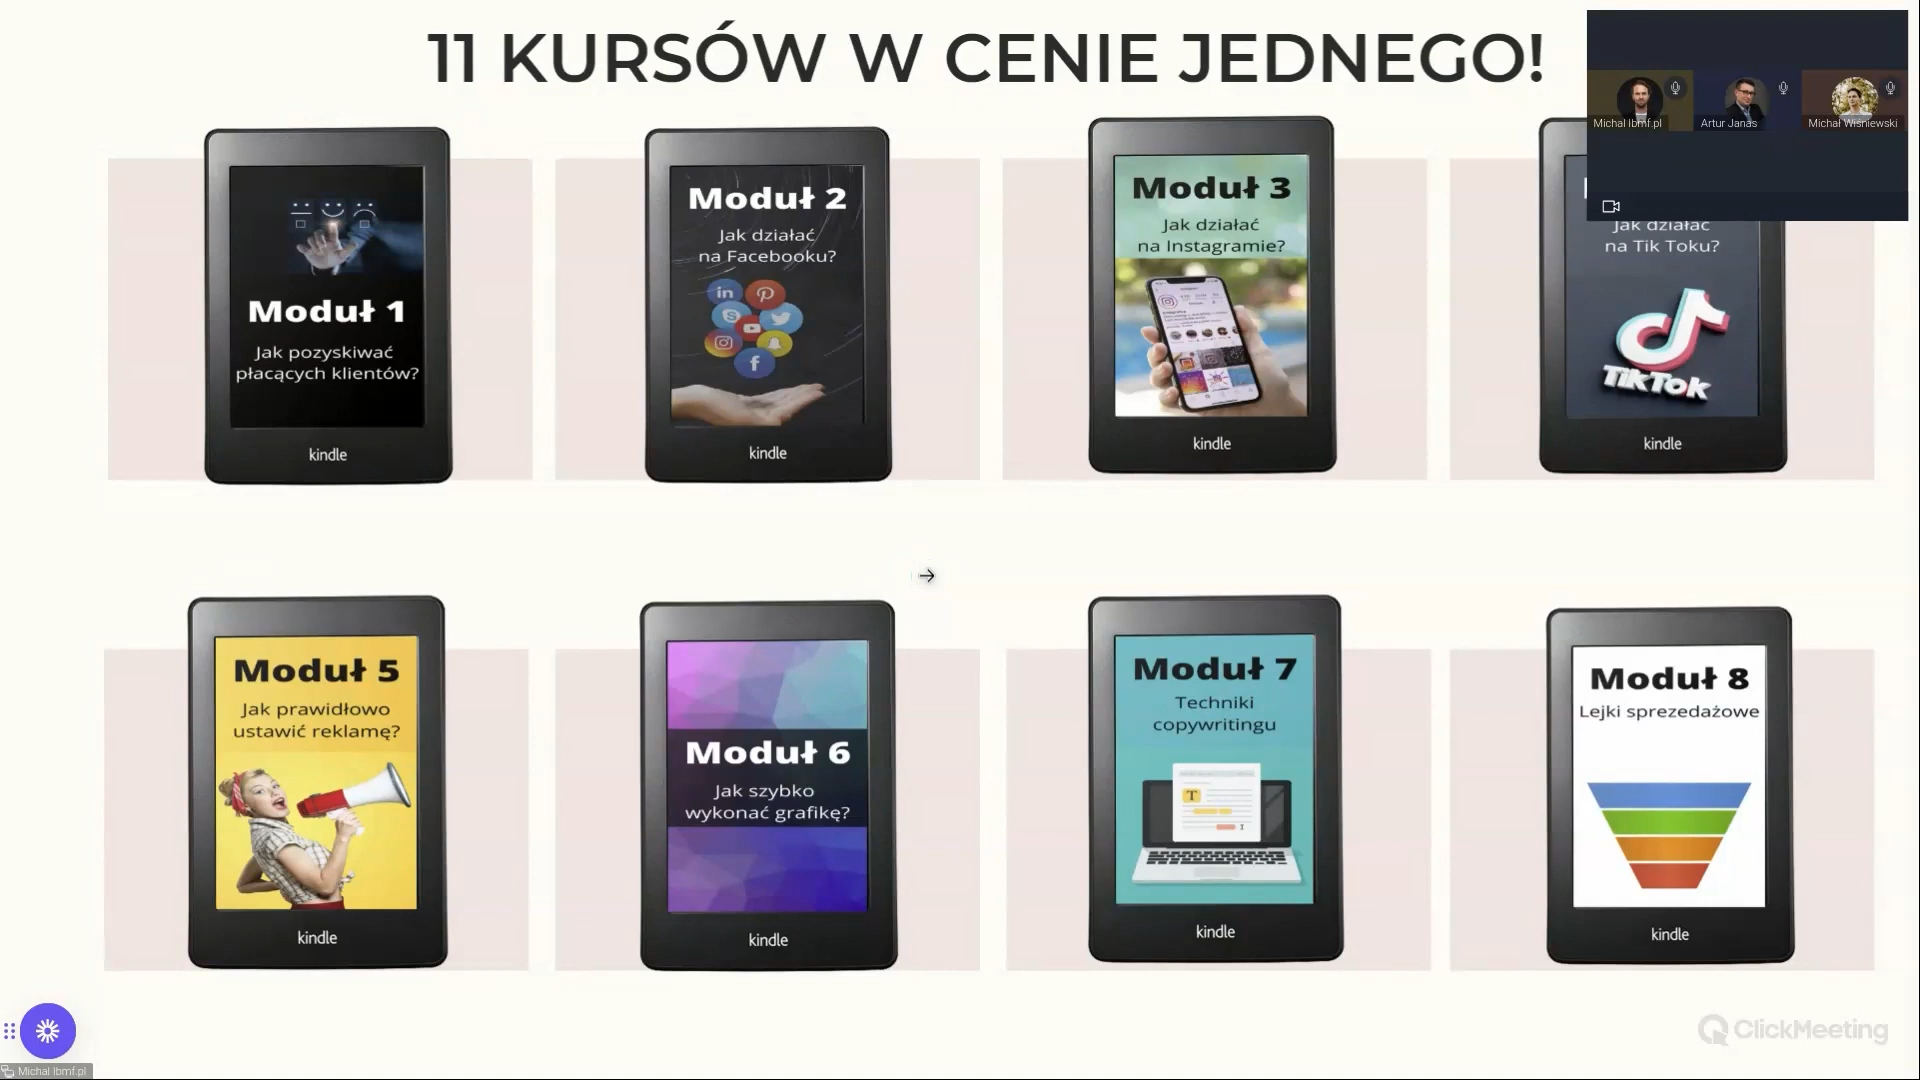 11 KURSÓW W CENIE JEDNEGO!
Michal lbmf.pl
Artur Janas
Michał Wiśniewski
Moduł 1
Jak pozyskiwać
płacących klientów?
kindle
Moduł 2
Jak działać
na Facebooku?
kindle
Moduł 3
Jak działać
na Instagramie?
kindle
Jak działać
na Tik Toku?
TikTok
kindle
Moduł 5
Jak prawidłowo
ustawić reklamę?
kindle
Moduł 6
Jak szybko
wykonać grafikę?
kindle
Moduł 7
Techniki
copywritingu
T
kindle
Moduł 8
Lejki sprezedażowe
kindle
ClickMeeting
Michal lbmf.pl